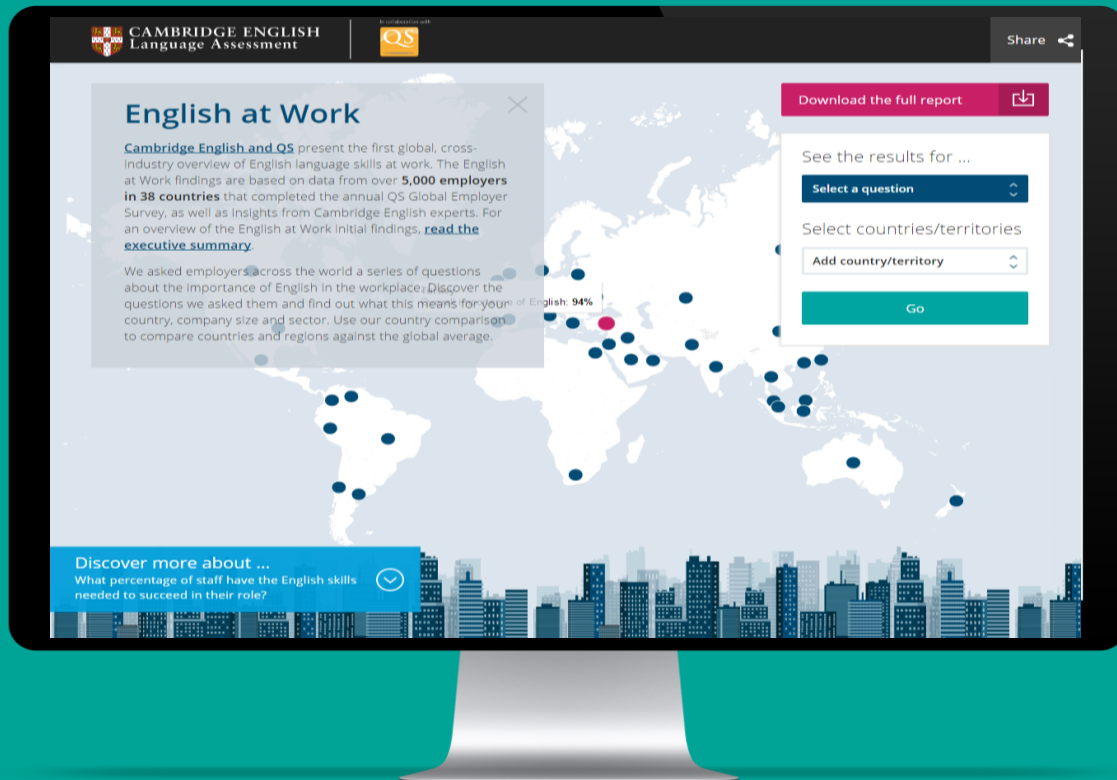 CAMBRIDGE ENGLISH
Language Assessment
In collaboration with
QS
Share
English at Work
Cambridge English and QS present the first global, cross-
industry overview of English language skills at work. The English
at Work findings are based on data from over 5,000 employers
in 38 countries that completed the annual QS Global Employer
Survey, as well as insights from Cambridge English experts. For
an overview of the English at Work initial findings, read the
executive summary.
We asked employers across the world a series of questions
about the importance of English in the workplace. Discover the
questions we asked them and find out what this means for your
country, company size and sector. Use our country comparison
to compare countries and regions against the global average.
of English: 94%
Download the full report
See the results for ...
Select a question
Select countries/territories
Add country/territory
Go
Discover more about ...
What percentage of staff have the English skills
needed to succeed in their role?